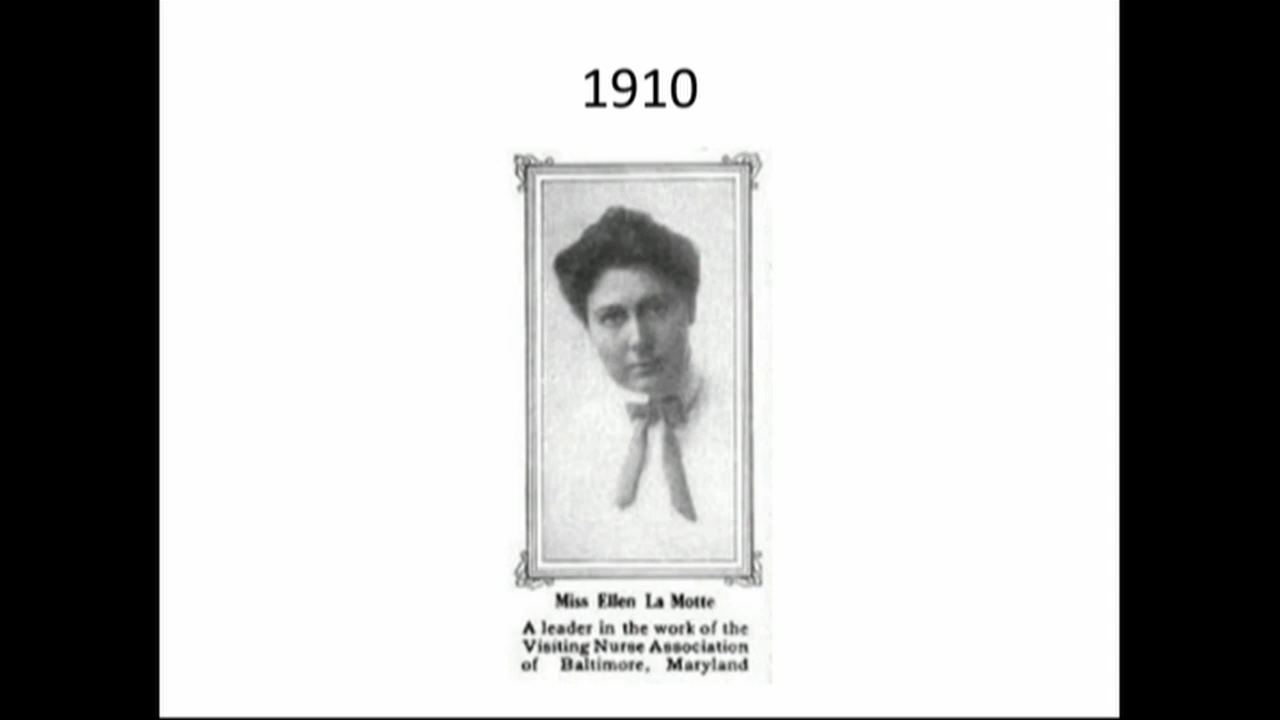 1910
Miss Ellen La Motte
A leader in the work of the
Visiting Nurse Association
of Baltimore, Maryland